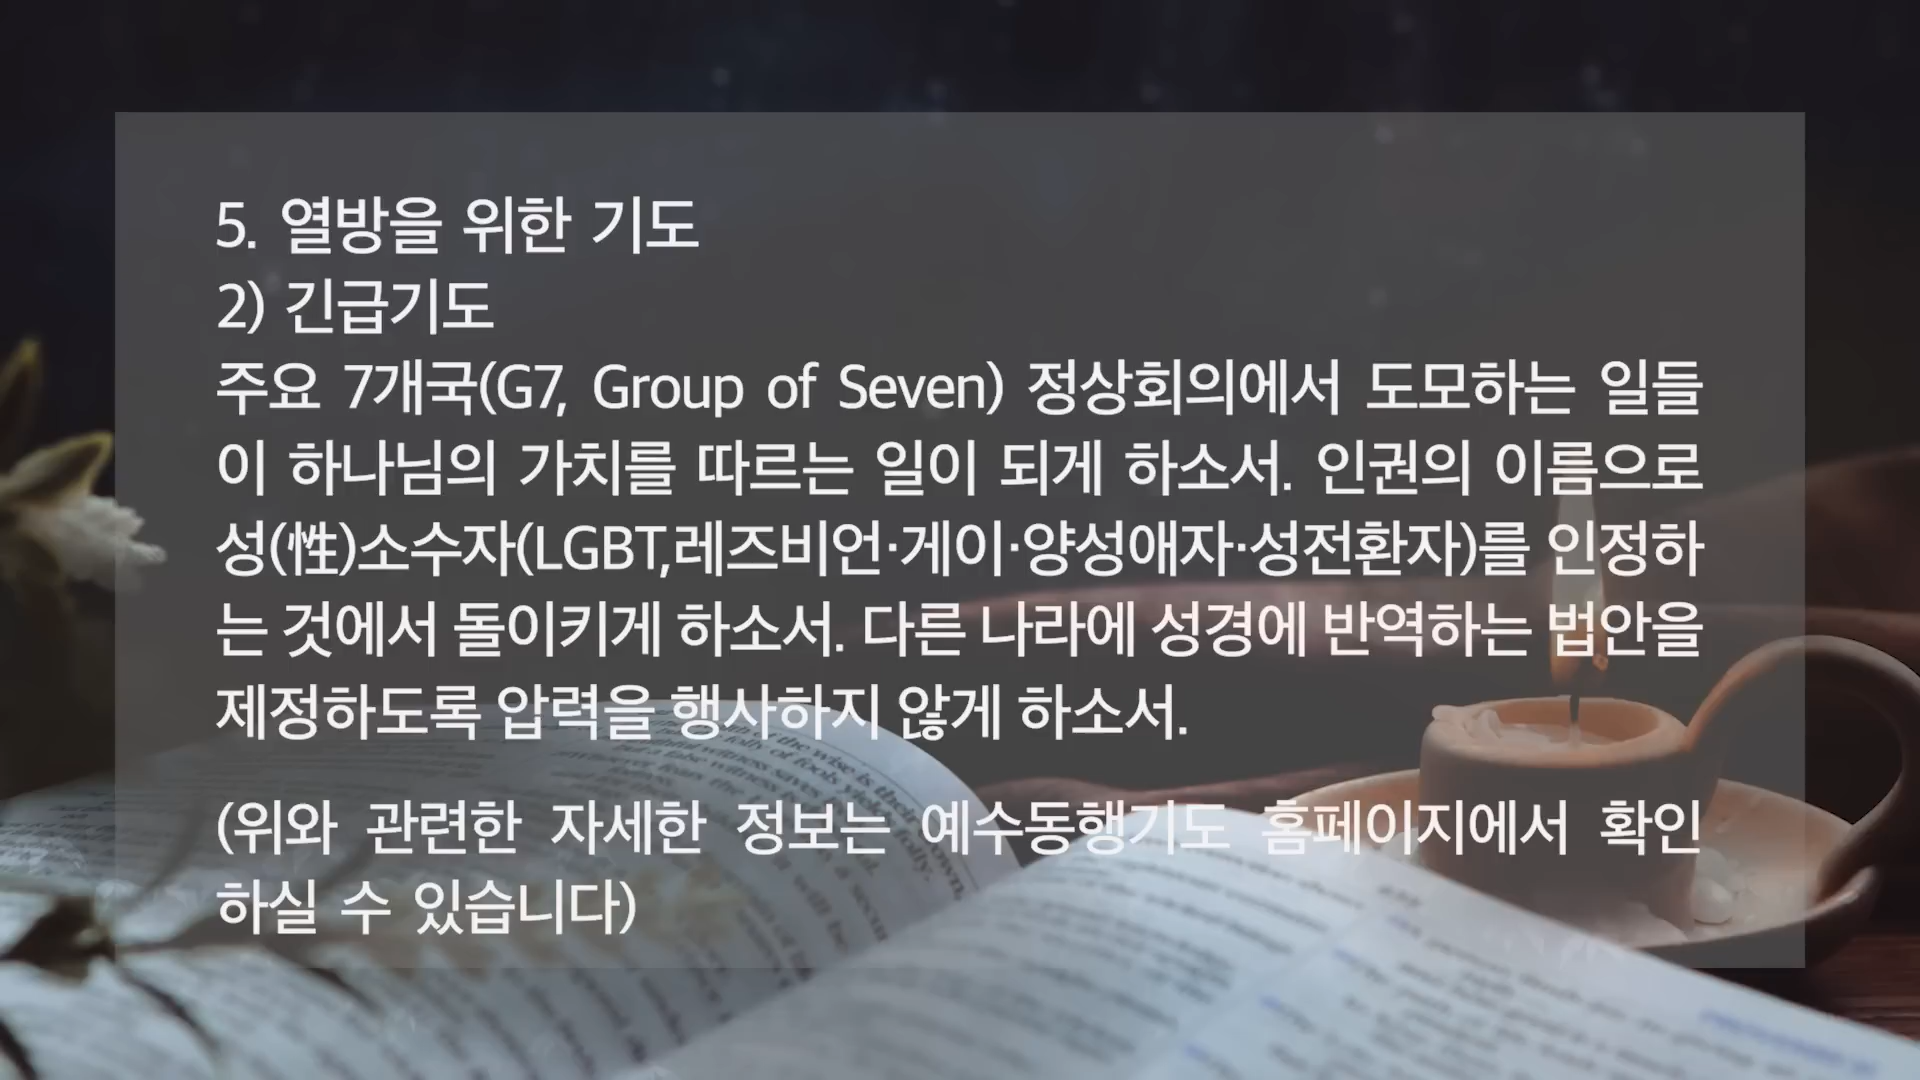 5. 열방을 위한 기도
2) 긴급기도
주요 7개국(G7, Group of Seven) 정상회의에서 도모하는 일들
이 하나님의 가치를 따르는 일이 되게 하소서. 인권의 이름으로
성(性)소수자(LGBT,레즈비언·게이·양성애자·성전환자)를 인정하
는 것에서 돌이키게 하소서. 다른 나라에 성경에 반역하는 법안을
제정하도록 압력을 행사하지 않게 하소서.
(위와 관련한 자세한 정보는 예수동행기도 홈페이지에서 확인
하실 수 있습니다)